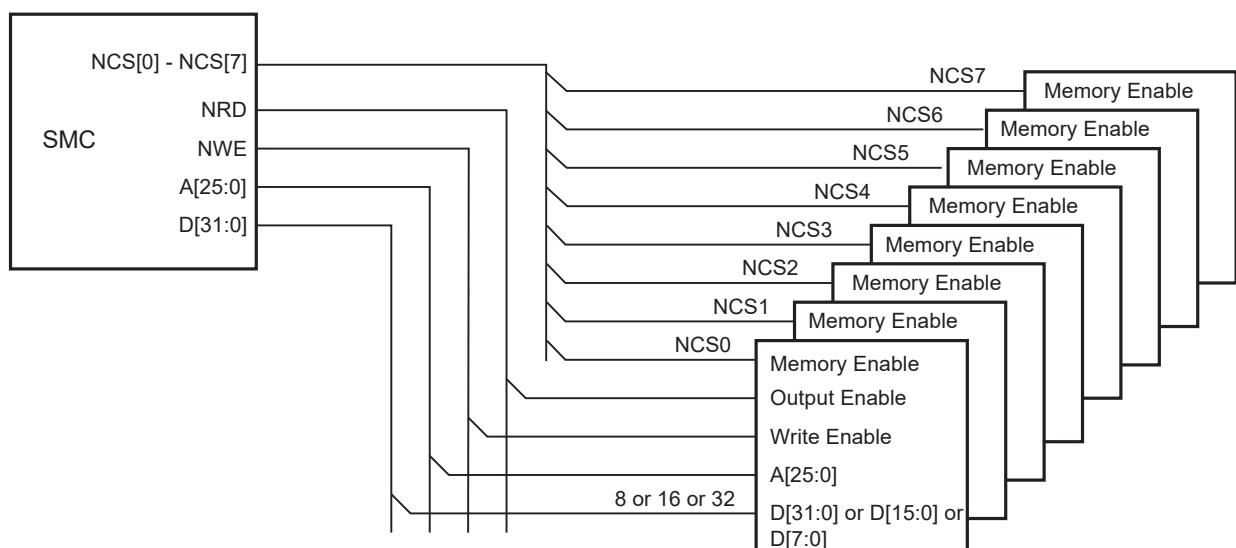 NCS[0] - NCS[7]
NRD
SMC
NWE
A[25:0]
D[31:0]
NCS7
Memory Enable
NCS6
Memory Enable
NCS5
Memory Enable
NCS4
Memory Enable
NCS3
Memory Enable
NCS2
Memory Enable
NCS1
Memory Enable
NCS0
Memory Enable
Output Enable
Write Enable
A[25:0]
8 or 16 or 32
D[31:0] or D[15:0] or
D[7:0]